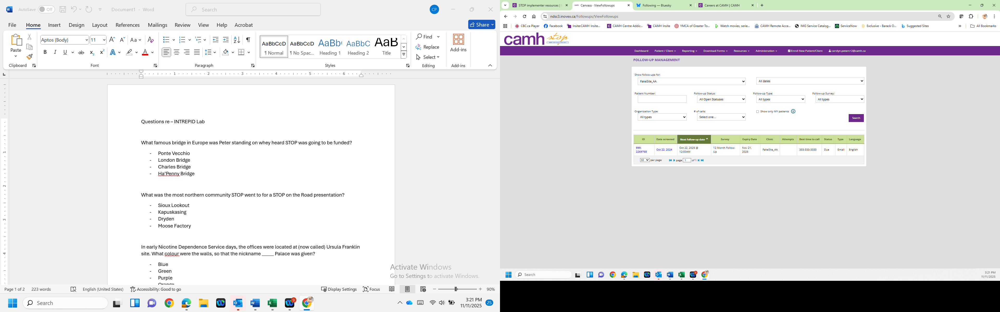 AutoSave Off Document1 - Word Search CP
File Home Insert Design Layout References Mailings Review View Help Acrobat Share
Paste Aptos (Body) 11 Aa AaBbCcD AaBbCcD AaBb( AaBbC AaB Find Replace Select Add-ins
¶ Normal ¶ No Spac... Heading 1 Heading 2 Title
Clipboard Font Paragraph Styles Editing Add-ins
Questions re – INTREPID Lab
What famous bridge in Europe was Peter standing on whey heard STOP was going to be funded?
- Ponte Vecchio
- London Bridge
- Charles Bridge
- Ha'Penny Bridge
What was the most northern community STOP went to for a STOP on the Road presentation?
- Sioux Lookout
- Kapuskasing
- Dryden
- Moose Factory
In early Nicotine Dependence Service days, the offices were located at (now called) Ursula Franklin
site. What colour were the walls, so that the nickname _____ Palace was given?
- Blue
- Green
- Purple
- Orange
Activate Windows
Go to Settings to activate Windows.
Page 1 of 2 223 words English (United States) Accessibility: Good to go Display Settings Focus 90%
Search 9 3:21 PM 25
11/11/2025
STOP implementer resources | Canvass - ViewFollowups Following — Bluesky Careers at CAMH | CAMH
ndsc3.inovex.ca/Followups/ViewFollowups
CBC.ca Player Facebook Insite:CAMH Insite... CAMH Centre Addic... CAMH Insite YMCA of Greater To... Watch movies, serie... CAMH Remote Acce... IMG Service Catalog... ServiceNow Exclusive - Barack O... Suggested Sites » All Bookmarks
camh stop
Dashboard Patient / Client Reporting Download Forms Resources Administration Enroll New Patient/Client carolyn.peters+2@camh.ca
FOLLOW-UP MANAGEMENT
Show follow-ups for:
FakeSite_AA All dates
Patient Number: Follow-up Status: Follow-up Type: Follow-up Survey:
All Open Statuses All types All types
Organization Type: # of calls: Show only MY patients
All types Select one... Search
ID Date screened Next follow-up date Survey Expiry Date Clinic Attempts Best time to call Status Type Language
999-2269768 Oct 22, 2024 Oct 22, 2025 @ 12:00AM 12 Month Follow-Up Nov 21, 2025 FakeSite_AA 333-333-3333 Due Email English
50 per page page 1 of 1
Search 3:21 PM
11/11/2025